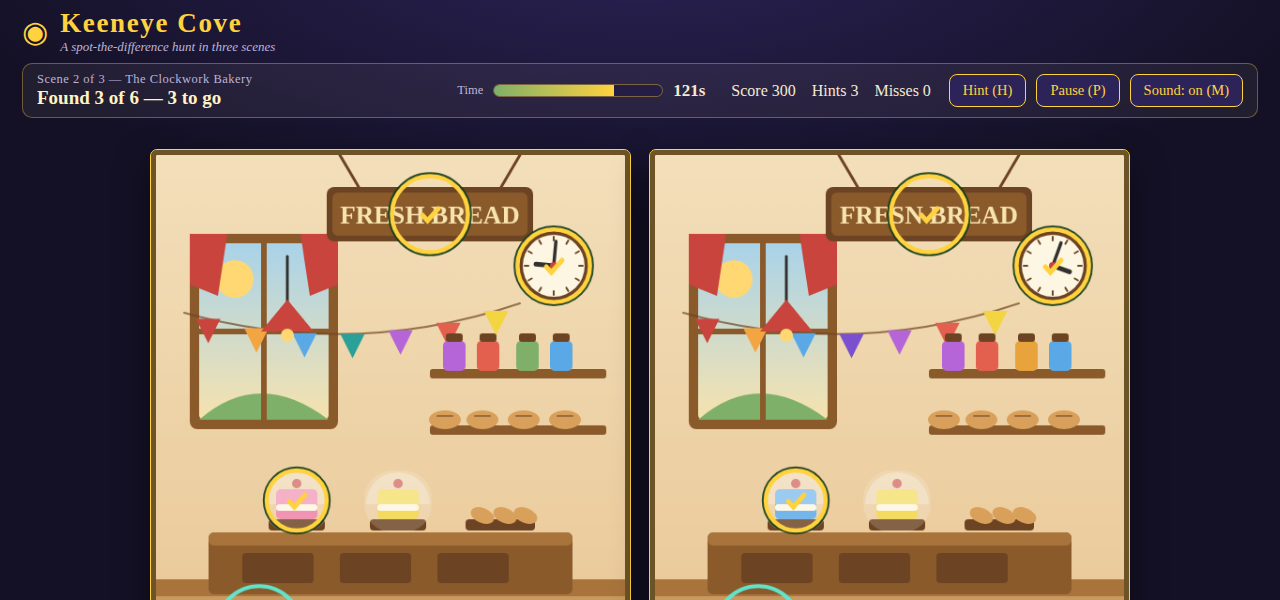 Keeneye Cove
A spot-the-difference hunt in three scenes
Scene 2 of 3 — The Clockwork Bakery
Found 3 of 6 — 3 to go
Time
121s
Score 300
Hints 3
Misses 0
Hint (H)
Pause (P)
Sound: on (M)
FRESH BREAD
FRESN BREAD